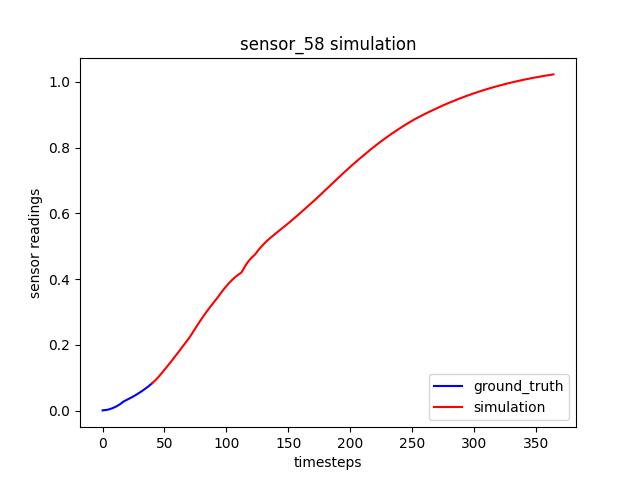 sensor_58 simulation
1.0
0.8
0.6
0.4
0.2
0.0
sensor readings
0 50 100 150 200 250 300 350
timesteps
ground_truth
simulation